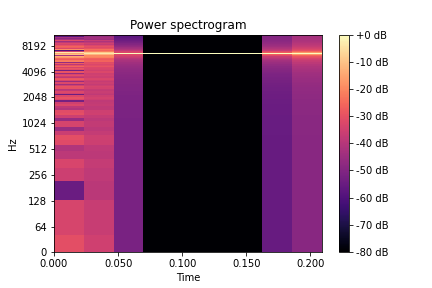 Power spectrogram
8192
4096
2048
1024
512
256
128
64
0
Hz
0.000 0.050 0.100 0.150 0.200
Time
+0 dB
-10 dB
-20 dB
-30 dB
-40 dB
-50 dB
-60 dB
-70 dB
-80 dB